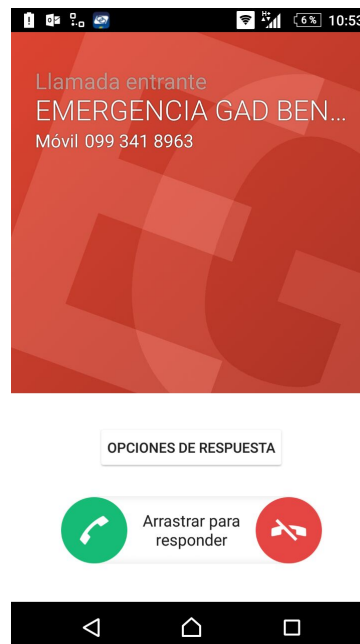 H+
6%
10:53
Llamada entrante
EMERGENCIA GAD BEN...
Móvil 099 341 8963
OPCIONES DE RESPUESTA
Arrastrar para
responder